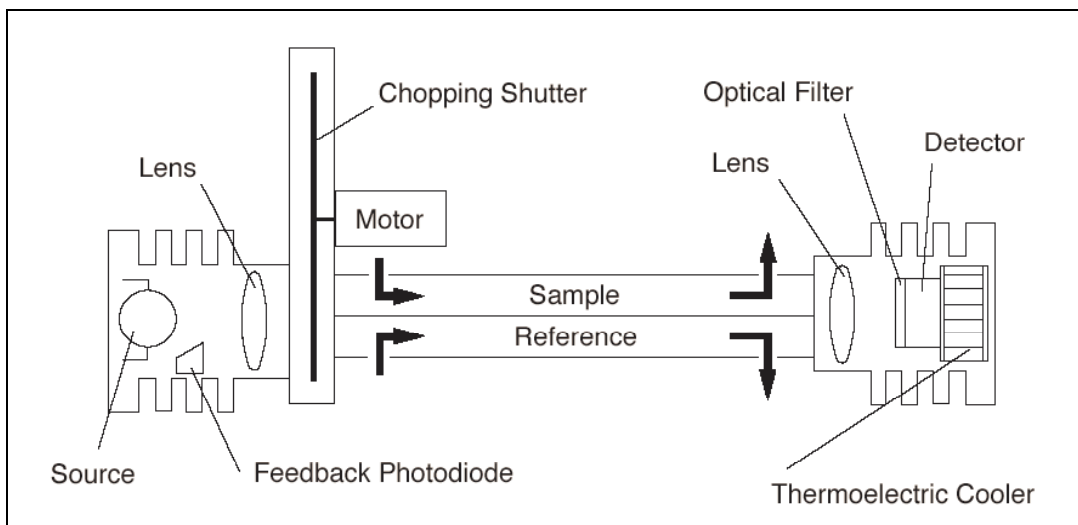 Chopping Shutter
Optical Filter
Detector
Lens
Lens
Motor
Sample
Reference
Source
Feedback Photodiode
Thermoelectric Cooler